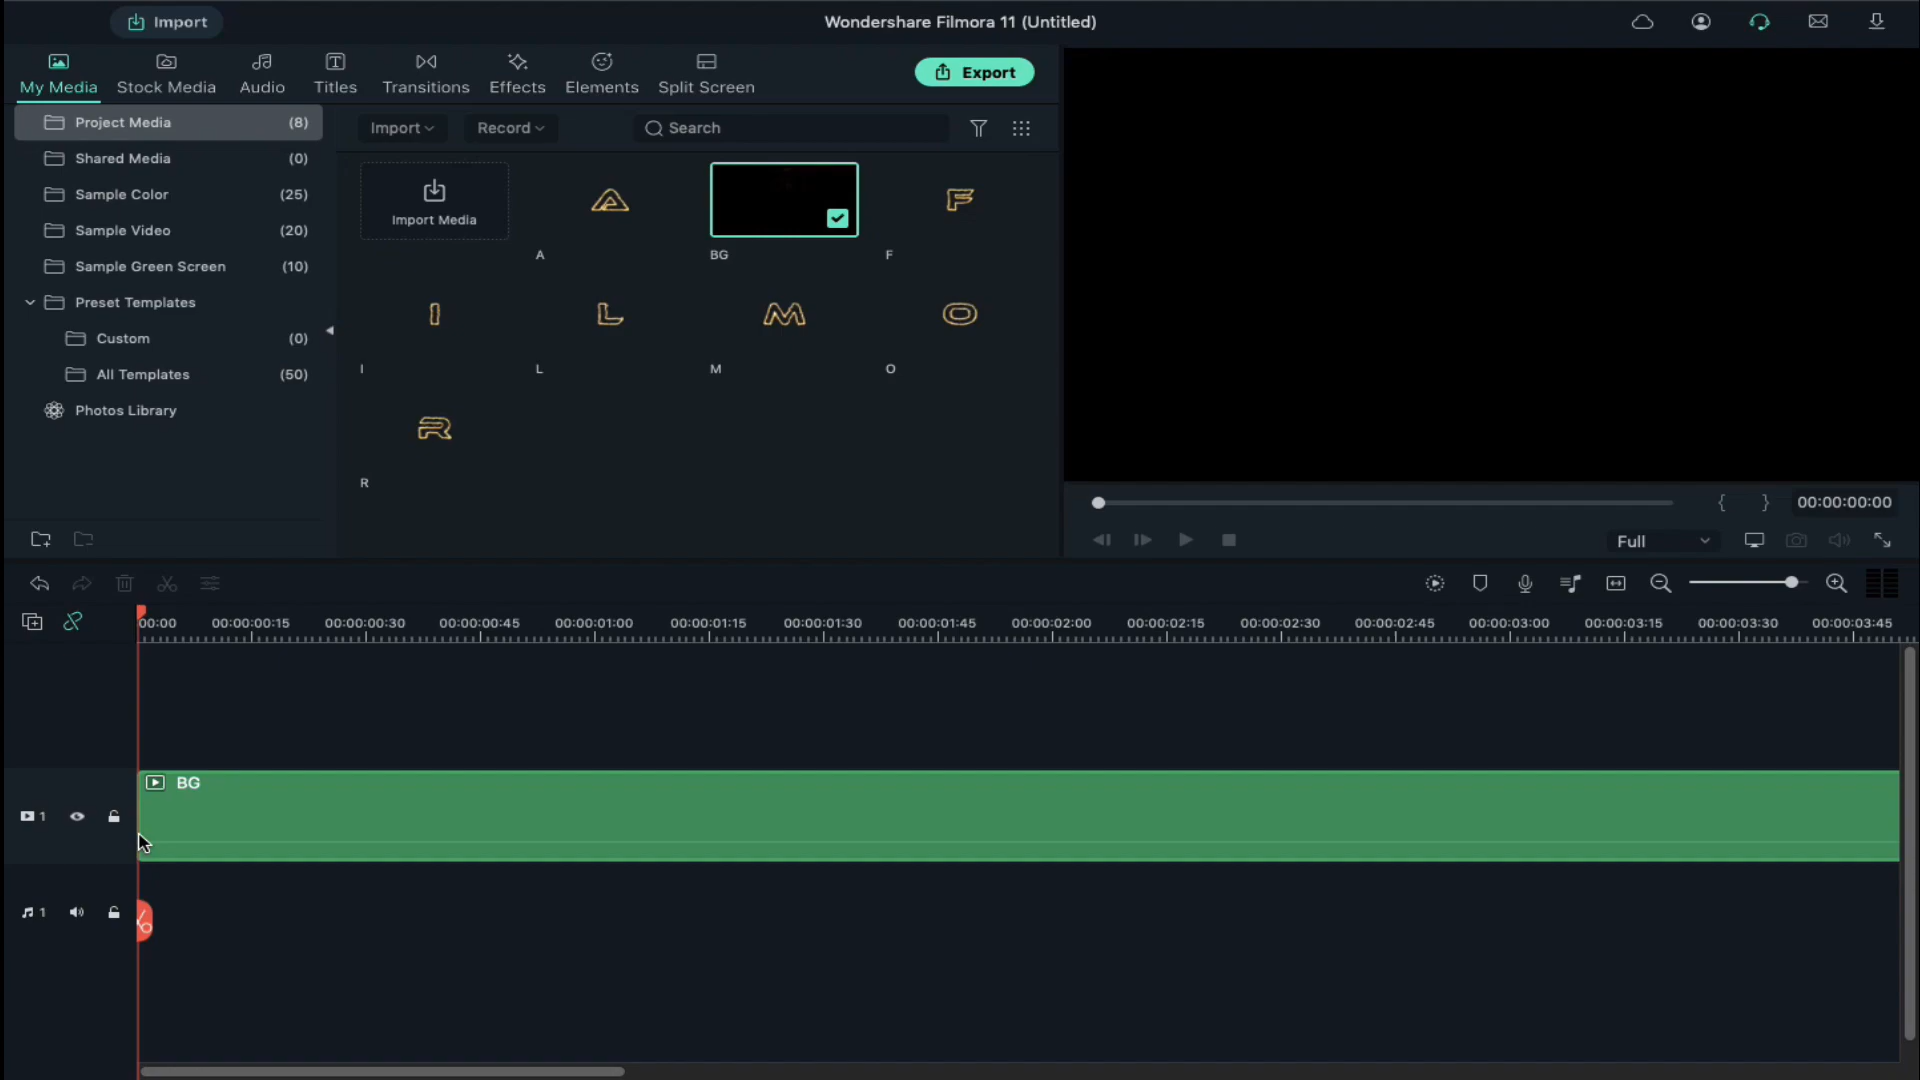 Import
Wondershare Filmora 11 (Untitled)
My Media
Stock Media
Audio
Titles
Transitions
Effects
Elements
Split Screen
Export
Project Media (8)
Shared Media (0)
Sample Color (25)
Sample Video (20)
Sample Green Screen (10)
Preset Templates
Custom (0)
All Templates (50)
Photos Library
Import
Record
Search
Import Media
A
F
A
BG
F
I
L
M
O
I
L
M
O
R
R
{ } 00:00:00:00
Full
00:00 00:00:00:15 00:00:00:30 00:00:00:45 00:00:01:00 00:00:01:15 00:00:01:30 00:00:01:45 00:00:02:00 00:00:02:15 00:00:02:30 00:00:02:45 00:00:03:00 00:00:03:15 00:00:03:30 00:00:03:45
BG
1
1